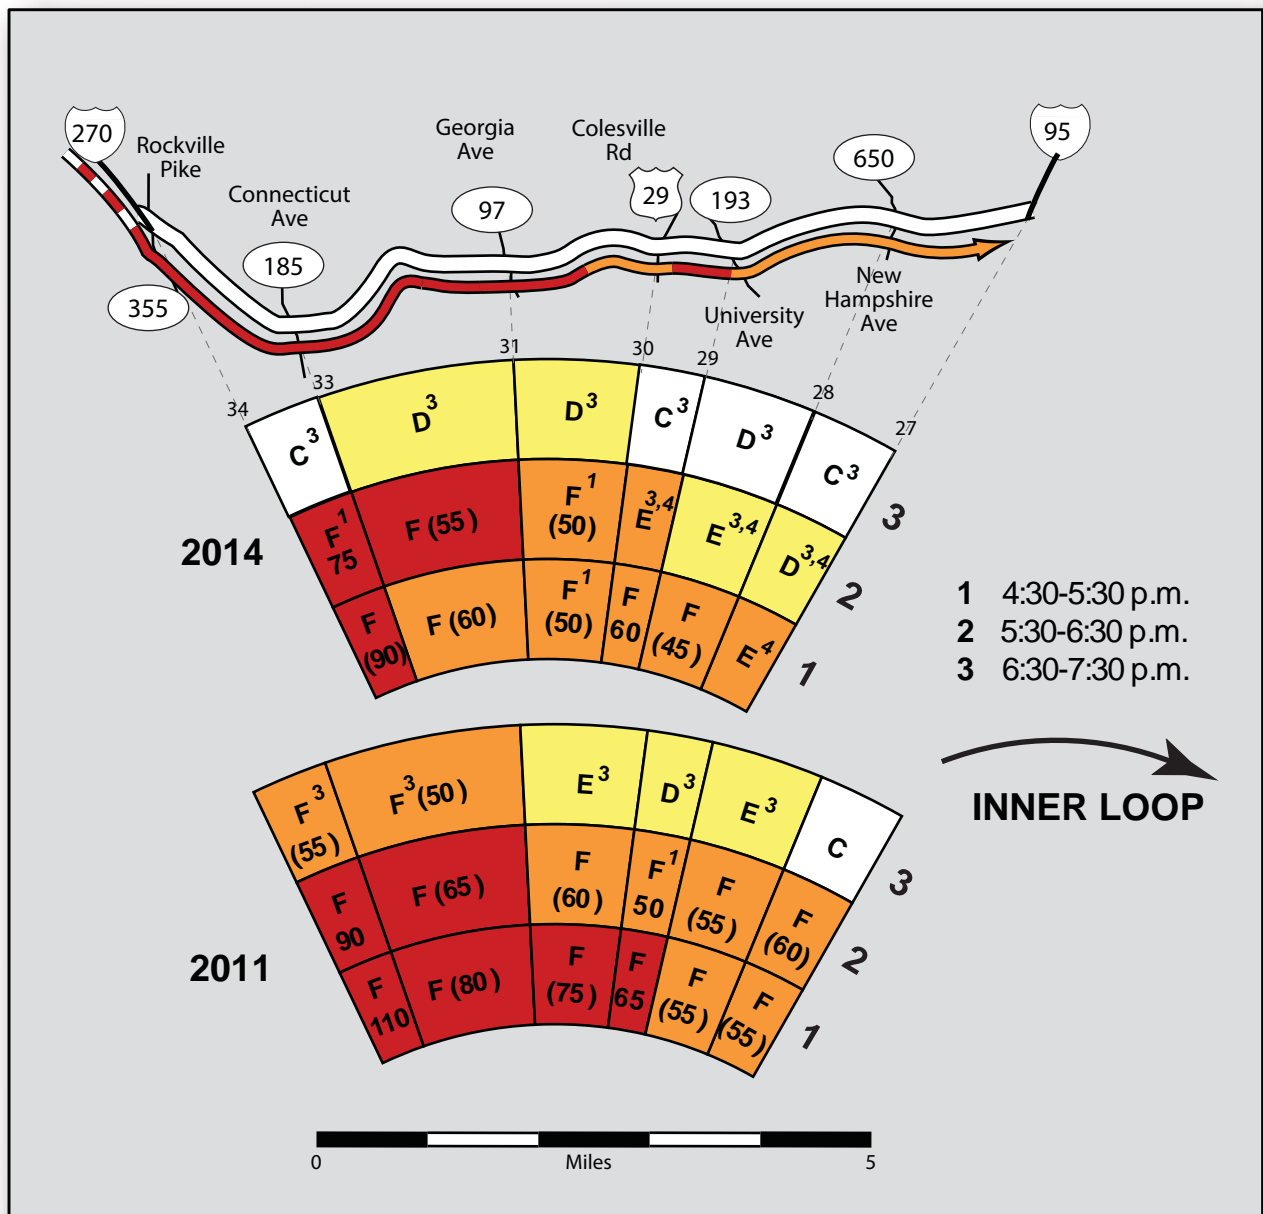 270
Rockville
Pike
Connecticut
Ave
185
355
Georgia
Ave
97
Colesville
Rd
29
193
650
95
University
Ave
New
Hampshire
Ave
34
33
31
30
29
28
27
2014
C³
D³
D³
C³
D³
C³
3
F¹
75
F (55)
F¹
(50)
E³,⁴
E³,⁴
D³,⁴
2
F
(90)
F (60)
F¹
(50)
F
60
F
(45)
E⁴
1
1 4:30-5:30 p.m.
2 5:30-6:30 p.m.
3 6:30-7:30 p.m.
INNER LOOP
2011
F³
(55)
F³(50)
E³
D³
E³
C
3
F
90
F (65)
F
(60)
F¹
50
F
(55)
F
(60)
2
F
110
F (80)
F
(75)
F
65
F
(55)
F
(55)
1
0 Miles 5